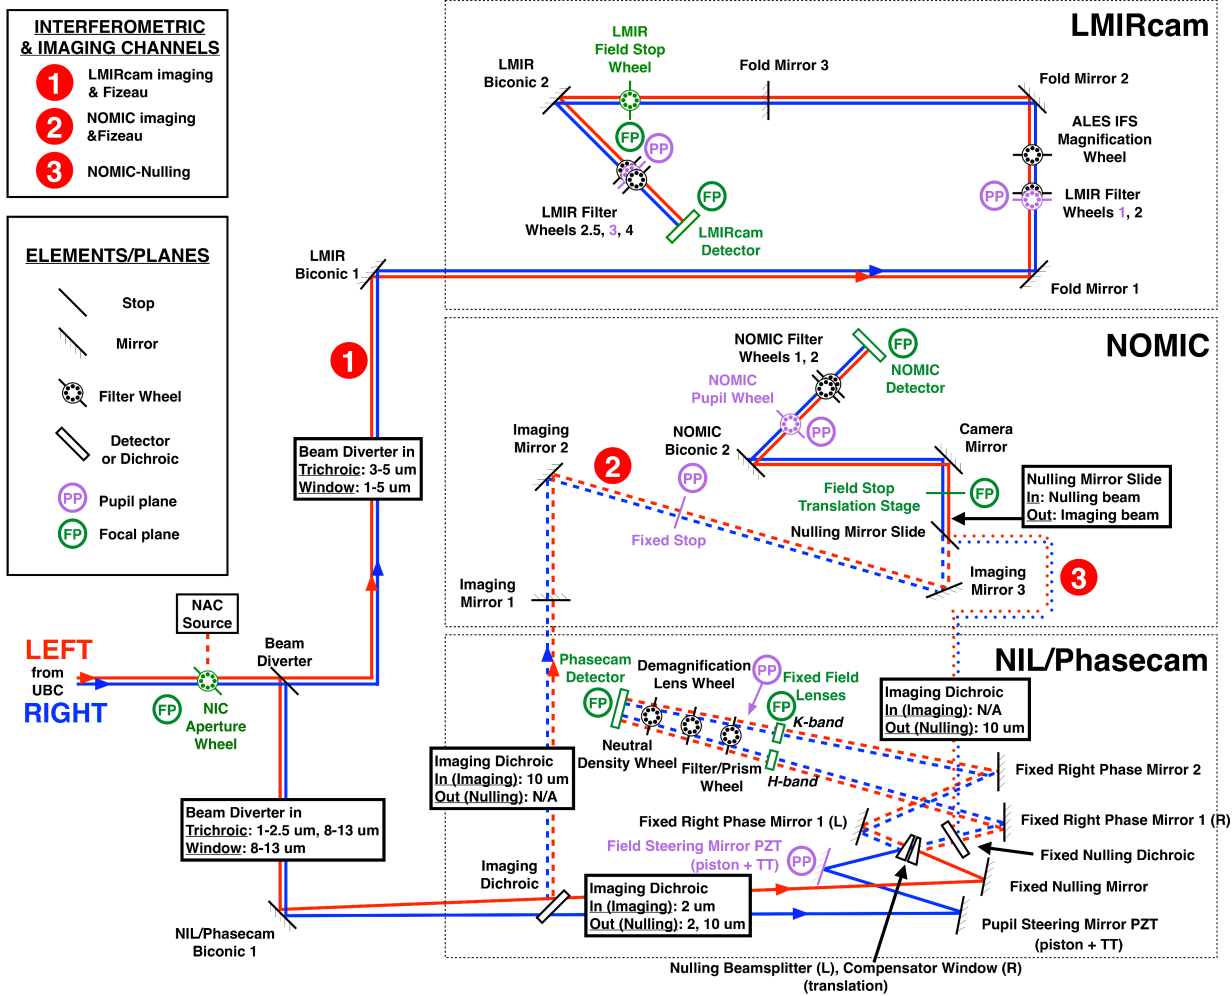 INTERFEROMETRIC
& IMAGING CHANNELS
1
LMIRcam imaging
& Fizeau
2
NOMIC imaging
&Fizeau
3
NOMIC-Nulling
ELEMENTS/PLANES
Stop
Mirror
Filter Wheel
Detector
or Dichroic
PP
Pupil plane
FP
Focal plane
LMIRcam
LMIR
Biconic 2
LMIR
Field Stop
Wheel
FP
PP
Fold Mirror 3
Fold Mirror 2
ALES IFS
Magnification
Wheel
PP
LMIR Filter
Wheels 1, 2
LMIR Filter
Wheels 2.5, 3, 4
FP
LMIRcam
Detector
LMIR
Biconic 1
Fold Mirror 1
1
Beam Diverter in
Trichroic: 3-5 um
Window: 1-5 um
NOMIC
NOMIC Filter
Wheels 1, 2
FP
NOMIC
Detector
NOMIC
Pupil Wheel
PP
NOMIC
Biconic 2
Camera
Mirror
Imaging
Mirror 2
2
PP
Fixed Stop
Field Stop
Translation Stage
FP
Nulling Mirror Slide
In: Nulling beam
Out: Imaging beam
Nulling Mirror Slide
Imaging
Mirror 3
3
Imaging
Mirror 1
NAC
Source
LEFT
from
UBC
RIGHT
FP
NIC
Aperture
Wheel
Beam
Diverter
NIL/Phasecam
Phasecam
Detector
FP
Demagnification
Lens Wheel
PP
Fixed Field
Lenses
FP
K-band
Neutral
Density Wheel
Filter/Prism
Wheel
H-band
Imaging Dichroic
In (Imaging): N/A
Out (Nulling): 10 um
Imaging Dichroic
In (Imaging): 10 um
Out (Nulling): N/A
Fixed Right Phase Mirror 2
Fixed Right Phase Mirror 1 (L)
Fixed Right Phase Mirror 1 (R)
Field Steering Mirror PZT
(piston + TT)
PP
Fixed Nulling Dichroic
Fixed Nulling Mirror
Beam Diverter in
Trichroic: 1-2.5 um, 8-13 um
Window: 8-13 um
Imaging
Dichroic
Imaging Dichroic
In (Imaging): 2 um
Out (Nulling): 2, 10 um
Pupil Steering Mirror PZT
(piston + TT)
NIL/Phasecam
Biconic 1
Nulling Beamsplitter (L), Compensator Window (R)
(translation)